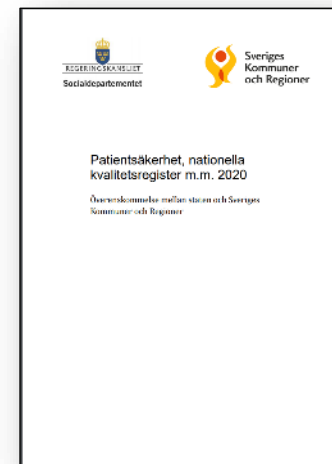 REGERINGSKANSLIET
Socialdepartementet
Sveriges
Kommuner
och Regioner
Patientsäkerhet, nationella
kvalitetsregister m.m. 2020
Överenskommelse mellan staten och Sveriges
Kommuner och Regioner